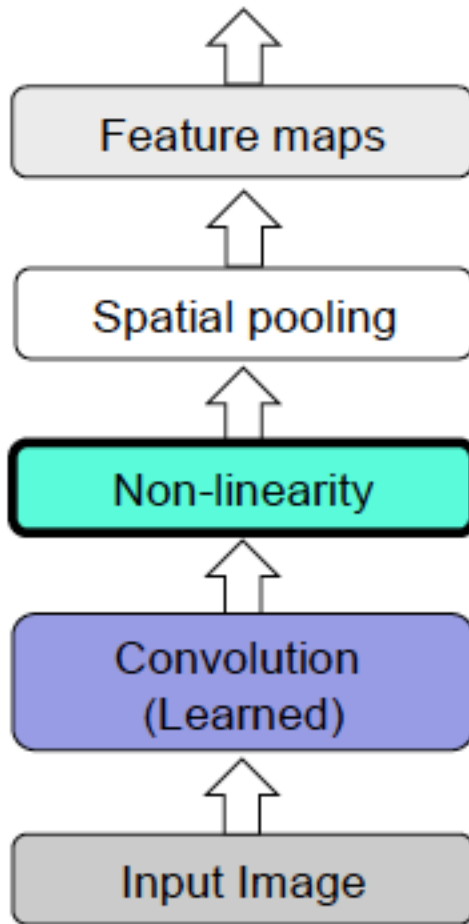 Feature maps
Spatial pooling
Non-linearity
Convolution
(Learned)
Input Image